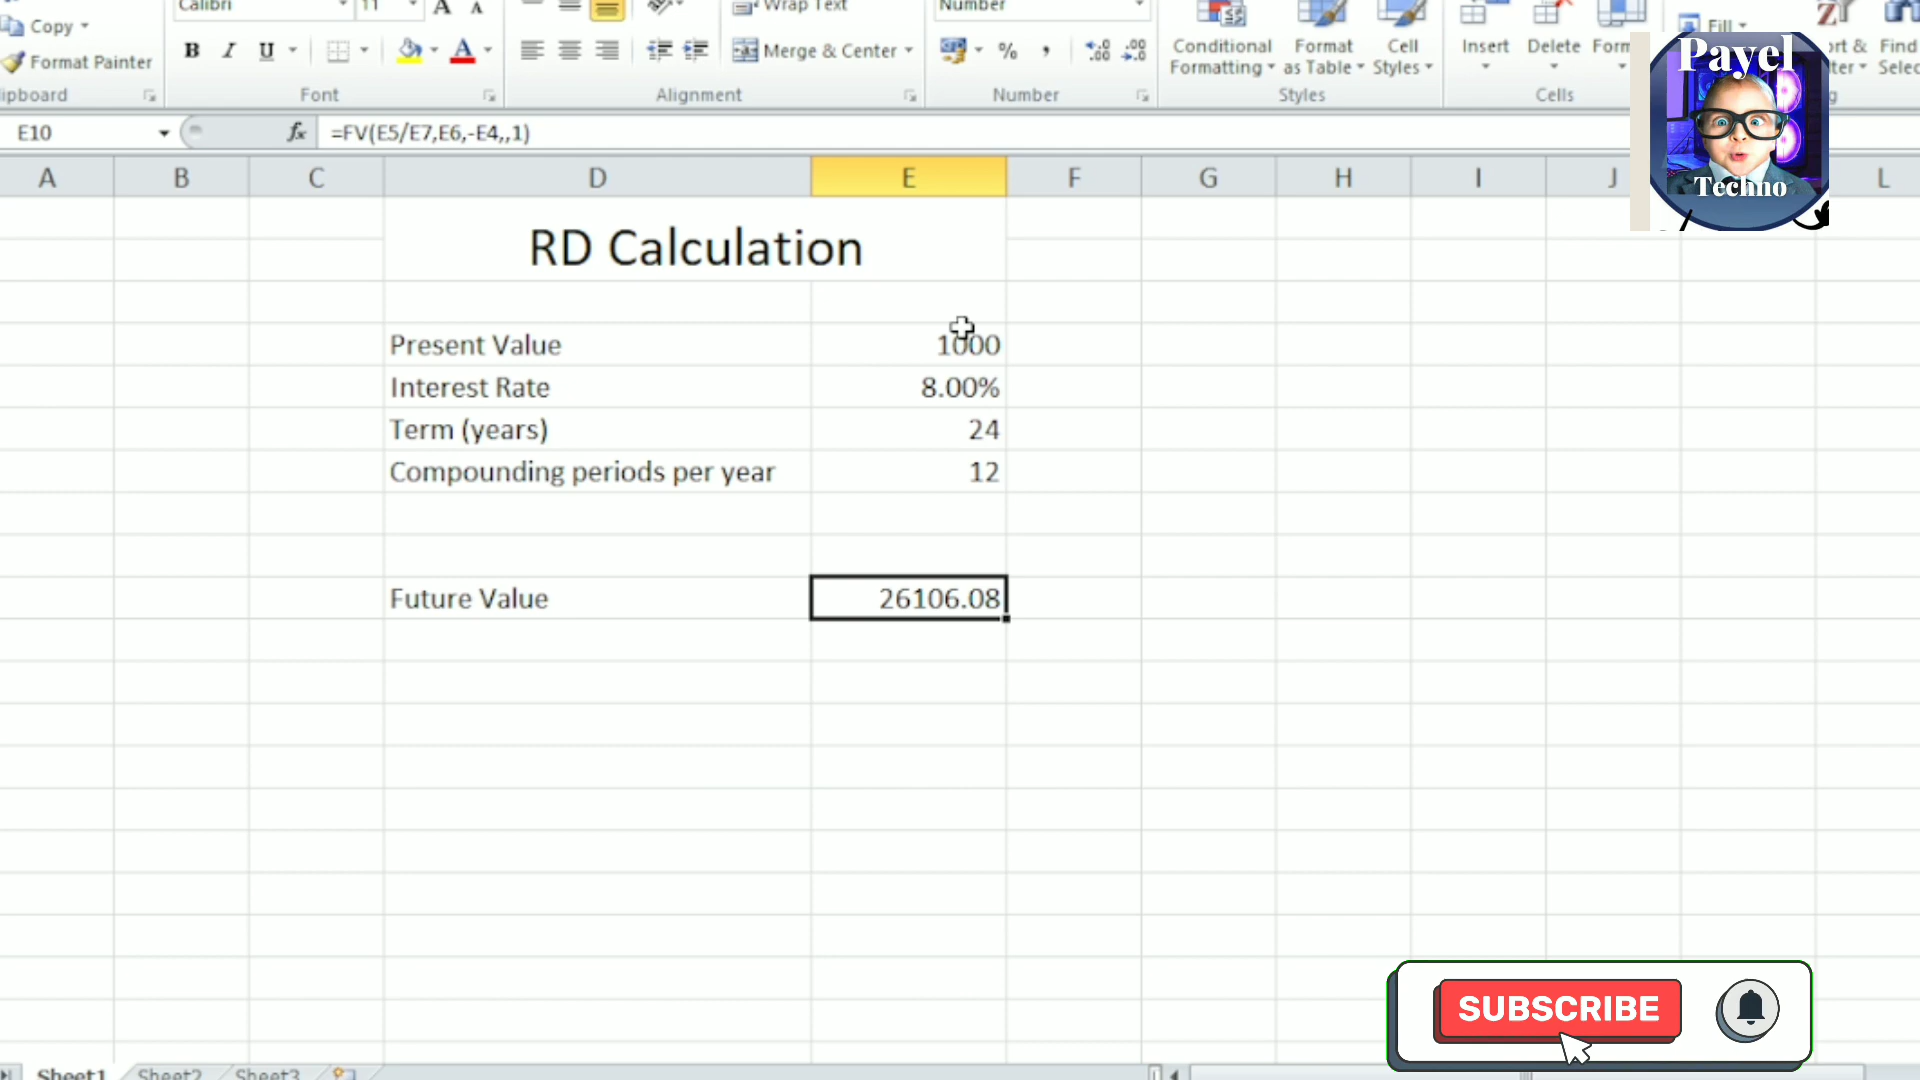 Calibri 11 A A Wrap Text Number
Copy Fill
Format Painter B I U A Merge & Center % , .00 Conditional Formatting Format as Table Cell Styles Insert Delete Form
Font Alignment Number Styles Cells
E10 fx =FV(E5/E7,E6,-E4,,1)
A B C D E F G H I J L
Payel
Techno
RD Calculation
Present Value 1000
Interest Rate 8.00%
Term (years) 24
Compounding periods per year 12
Future Value 26106.08
SUBSCRIBE
Sheet1 Sheet2 Sheet3